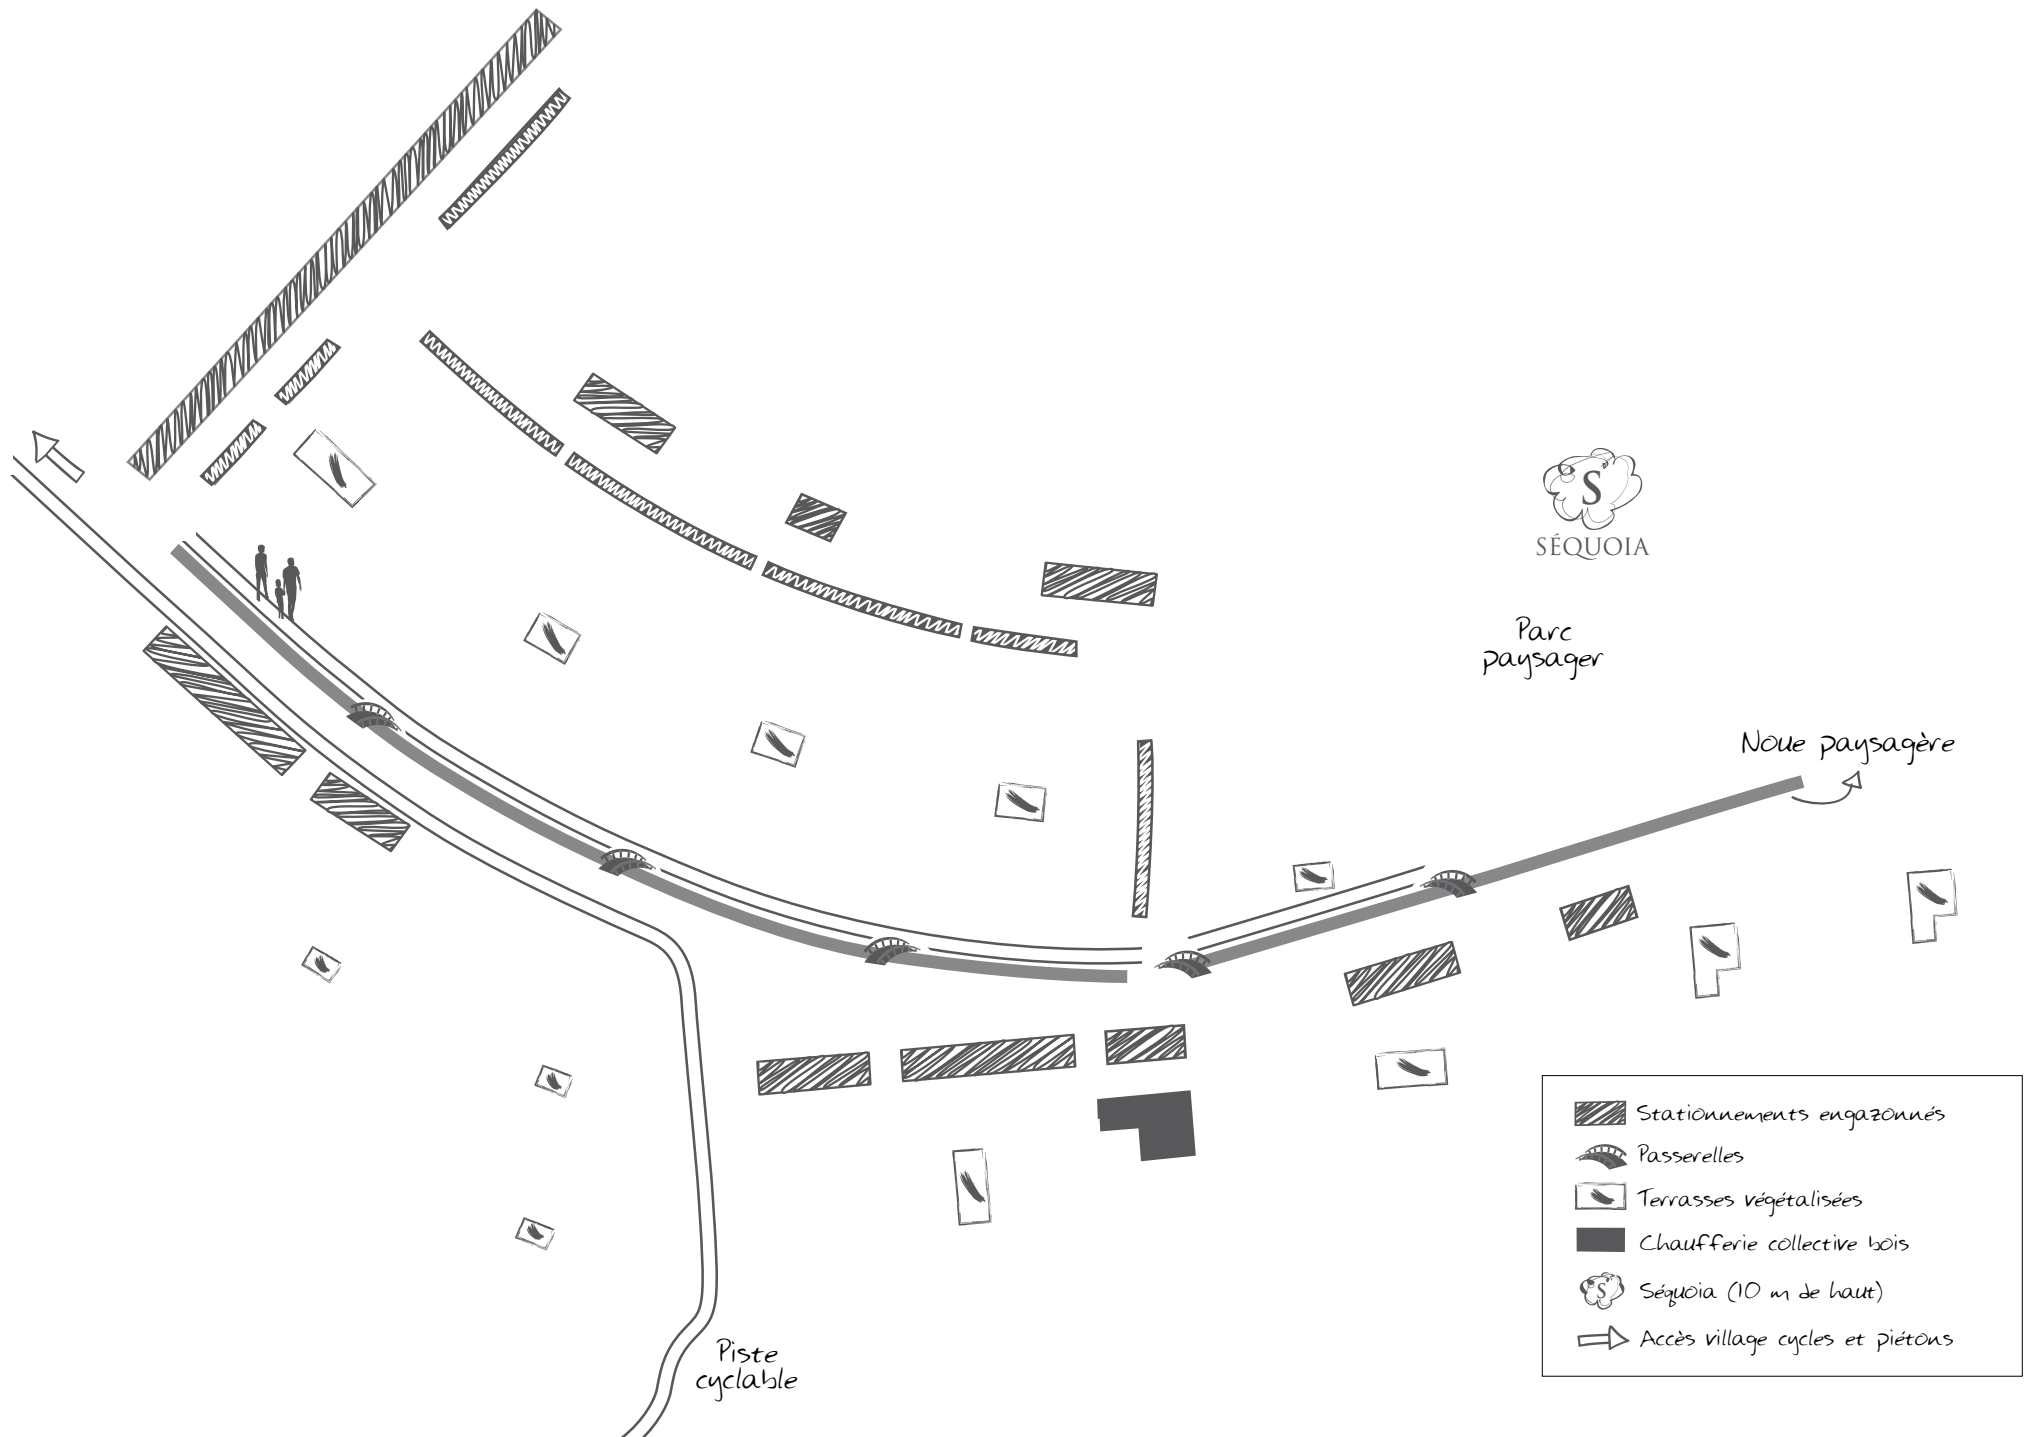 S
SÉQUOIA
Parc
paysager
Noue paysagère
Stationnements engazonnés
Passerelles
Terrasses végétalisées
Chaufferie collective bois
S
Séquoia (10 m de haut)
Accès village cycles et piétons
Piste
cyclable